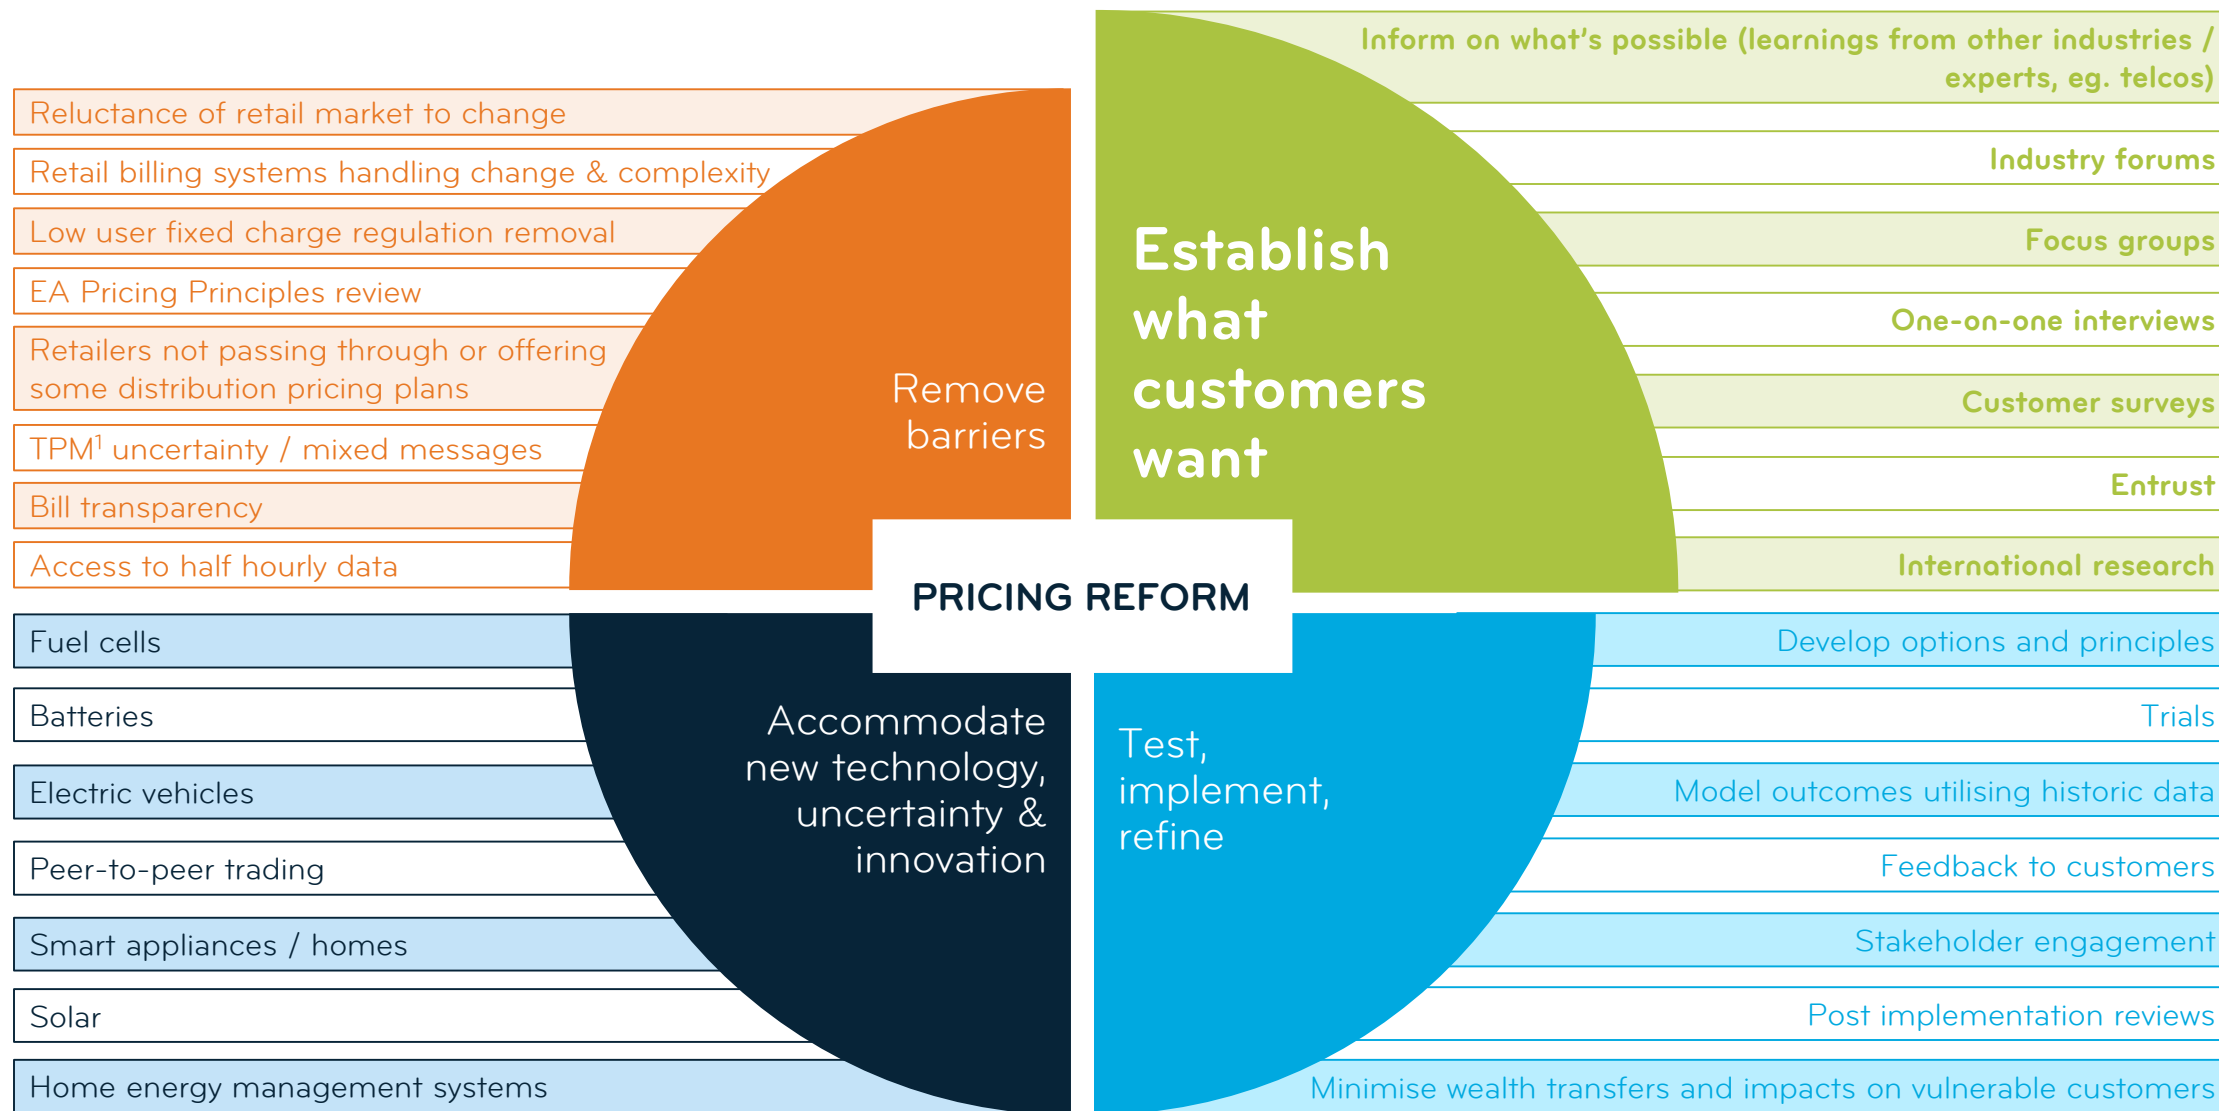 Reluctance of retail market to change
Retail billing systems handling change & complexity
Low user fixed charge regulation removal
EA Pricing Principles review
Retailers not passing through or offering
some distribution pricing plans
TPM¹ uncertainty / mixed messages
Bill transparency
Access to half hourly data
Remove
barriers
Establish
what
customers
want
Inform on what's possible (learnings from other industries /
experts, eg. telcos)
Industry forums
Focus groups
One-on-one interviews
Customer surveys
Entrust
International research
PRICING REFORM
Fuel cells
Batteries
Electric vehicles
Peer-to-peer trading
Smart appliances / homes
Solar
Home energy management systems
Accommodate
new technology,
uncertainty &
innovation
Test,
implement,
refine
Develop options and principles
Trials
Model outcomes utilising historic data
Feedback to customers
Stakeholder engagement
Post implementation reviews
Minimise wealth transfers and impacts on vulnerable customers